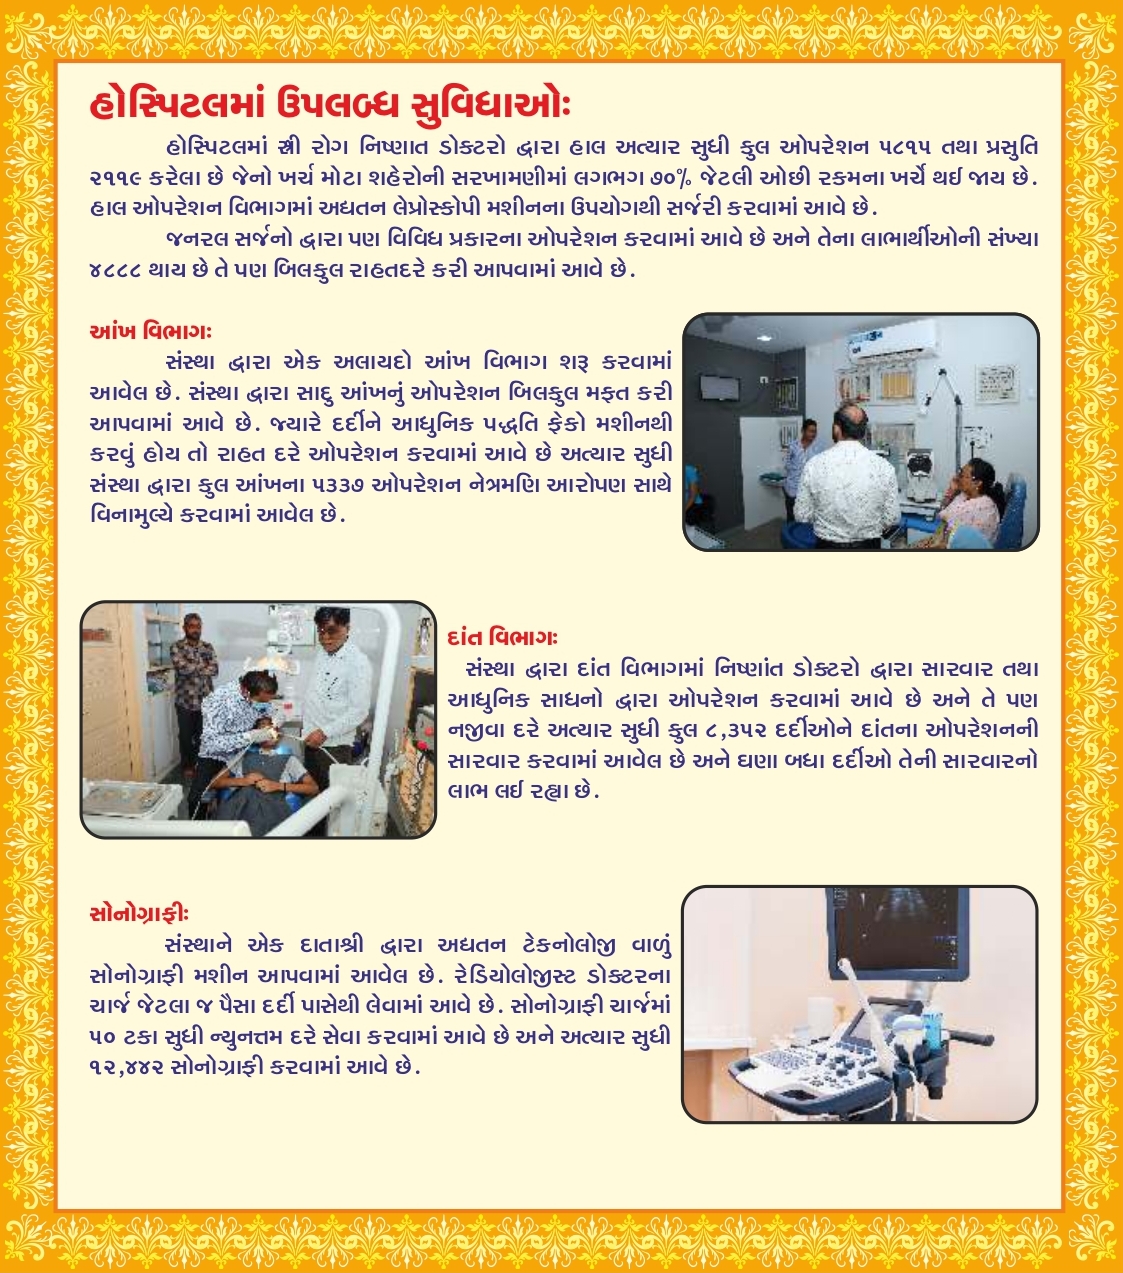 હોસ્પિટલમાં ઉપલબ્ધ સુવિધાઓઃ
હોસ્પિટલમાં સ્ત્રી રોગ નિષ્ણાત ડોક્ટરો દ્વારા હાલ અત્યાર સુધી કુલ ઓપરેશન ૫૮૧૫ તથા પ્રસુતિ
૨૧૧૯ કરેલા છે જેનો ખર્ચ મોટા શહેરોની સરખામણીમાં લગભગ ૭૦% જેટલી ઓછી રકમના ખર્ચે થઈ જાય છે.
હાલ ઓપરેશન વિભાગમાં અદ્યતન લેપ્રોસ્કોપી મશીનના ઉપયોગથી સર્જરી કરવામાં આવે છે.
જનરલ સર્જનો દ્વારા પણ વિવિધ પ્રકારના ઓપરેશન કરવામાં આવે છે અને તેના લાભાર્થીઓની સંખ્યા
૪૮૮૮ થાય છે તે પણ બિલકુલ રાહતદરે કરી આપવામાં આવે છે.
આંખ વિભાગઃ
સંસ્થા દ્વારા એક અલાયદો આંખ વિભાગ શરૂ કરવામાં
આવેલ છે. સંસ્થા દ્વારા સાદુ આંખનું ઓપરેશન બિલકુલ મફત કરી
આપવામાં આવે છે. જ્યારે દર્દીને આધુનિક પદ્ધતિ ફેકો મશીનથી
કરવું હોય તો રાહત દરે ઓપરેશન કરવામાં આવે છે અત્યાર સુધી
સંસ્થા દ્વારા કુલ આંખના ૫૩૩૭ ઓપરેશન નેત્રમણિ આરોપણ સાથે
વિનામુલ્યે કરવામાં આવેલ છે.
દાંત વિભાગઃ
સંસ્થા દ્વારા દાંત વિભાગમાં નિષ્ણાંત ડોક્ટરો દ્વારા સારવાર તથા
આધુનિક સાધનો દ્વારા ઓપરેશન કરવામાં આવે છે અને તે પણ
નજીવા દરે અત્યાર સુધી કુલ ૮,૩૫૨ દર્દીઓને દાંતના ઓપરેશનની
સારવાર કરવામાં આવેલ છે અને ઘણા બધા દર્દીઓ તેની સારવારનો
લાભ લઈ રહ્યા છે.
સોનોગ્રાફીઃ
સંસ્થાને એક દાતાશ્રી દ્વારા અદ્યતન ટેકનોલોજી વાળું
સોનોગ્રાફી મશીન આપવામાં આવેલ છે. રેડિયોલોજીસ્ટ ડોક્ટરના
ચાર્જ જેટલા જ પૈસા દર્દી પાસેથી લેવામાં આવે છે. સોનોગ્રાફી ચાર્જમાં
૫૦ ટકા સુધી ન્યુનત્તમ દરે સેવા કરવામાં આવે છે અને અત્યાર સુધી
૧૨,૪૪૨ સોનોગ્રાફી કરવામાં આવે છે.